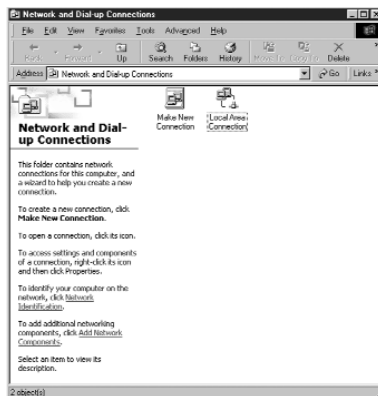 Network and Dial-up Connections
File Edit View Favorites Tools Advanced Help
Back Forward Up Search Folders History Move To Copy To Delete
Address Network and Dial-up Connections Go Links »
Make New Connection
Local Area Connection
Network and Dial-
up Connections
This folder contains network
connections for this computer, and
a wizard to help you create a new
connection.
To create a new connection, click
Make New Connection.
To open a connection, click its icon.
To access settings and components
of a connection, right-click its icon
and then click Properties.
To identify your computer on the
network, click Network
Identification.
To add additional networking
components, click Add Network
Components.
Select an item to view its
description.
2 object(s)